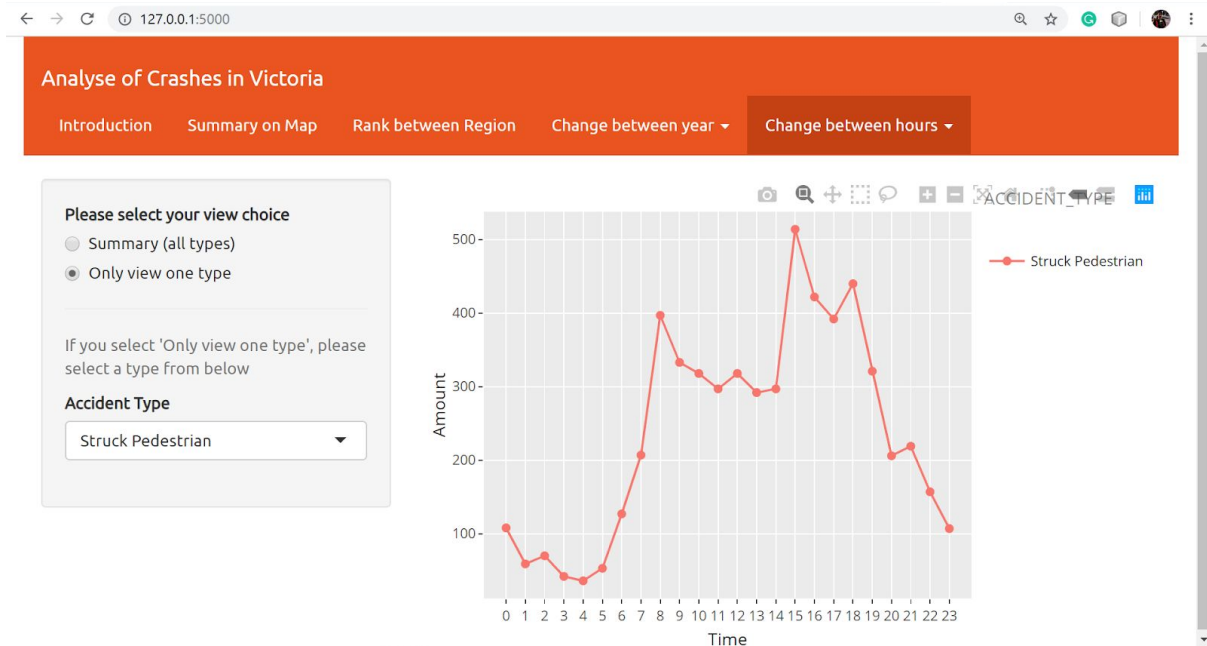 127.0.0.1:5000
Analyse of Crashes in Victoria
Introduction Summary on Map Rank between Region Change between year Change between hours
Please select your view choice
Summary (all types)
Only view one type
If you select 'Only view one type', please
select a type from below
Accident Type
Struck Pedestrian
ACCIDENT_TYPE
Struck Pedestrian
500
400
300
200
100
Amount
0 1 2 3 4 5 6 7 8 9 10 11 12 13 14 15 16 17 18 19 20 21 22 23
Time